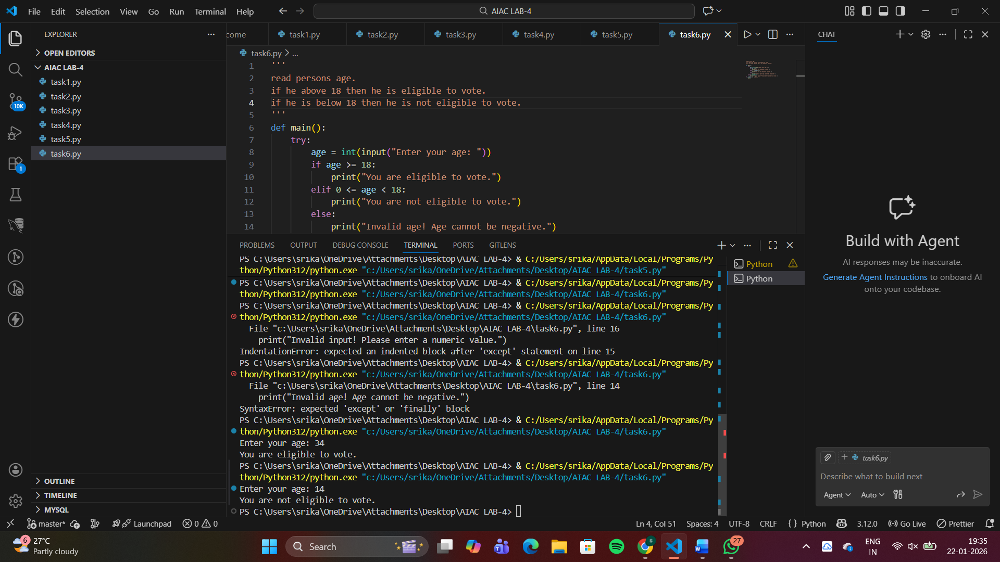 File Edit Selection View Go Run Terminal Help
AIAC LAB-4
EXPLORER
OPEN EDITORS
AIAC LAB-4
task1.py
task2.py
task3.py
task4.py
task5.py
task6.py
OUTLINE
TIMELINE
MYSQL
10K
1
come
task1.py
task2.py
task3.py
task4.py
task5.py
task6.py
task6.py > ...
1 '''
2 read persons age.
3 if he above 18 then he is eligible to vote.
4 if he is below 18 then he is not eligible to vote.
5 '''
6 def main():
7 try:
8 age = int(input("Enter your age: "))
9 if age >= 18:
10 print("You are eligible to vote.")
11 elif 0 <= age < 18:
12 print("You are not eligible to vote.")
13 else:
14 print("Invalid age! Age cannot be negative.")
PROBLEMS OUTPUT DEBUG CONSOLE TERMINAL PORTS GITLENS
PS C:\Users\srika\OneDrive\Attachments\Desktop\AIAC LAB-4> & C:/Users/srika/AppData/Local/Programs/Py
thon/Python312/python.exe "c:/Users/srika/OneDrive/Attachments/Desktop/AIAC LAB-4/task5.py"
PS C:\Users\srika\OneDrive\Attachments\Desktop\AIAC LAB-4> & C:/Users/srika/AppData/Local/Programs/Py
thon/Python312/python.exe "c:/Users/srika/OneDrive/Attachments/Desktop/AIAC LAB-4/task6.py"
PS C:\Users\srika\OneDrive\Attachments\Desktop\AIAC LAB-4> & C:/Users/srika/AppData/Local/Programs/Py
thon/Python312/python.exe "c:/Users/srika/OneDrive/Attachments/Desktop/AIAC LAB-4/task6.py"
File "c:\Users\srika\OneDrive\Attachments\Desktop\AIAC LAB-4\task6.py", line 16
print("Invalid input! Please enter a numeric value.")
IndentationError: expected an indented block after 'except' statement on line 15
PS C:\Users\srika\OneDrive\Attachments\Desktop\AIAC LAB-4> & C:/Users/srika/AppData/Local/Programs/Py
thon/Python312/python.exe "c:/Users/srika/OneDrive/Attachments/Desktop/AIAC LAB-4/task6.py"
File "c:\Users\srika\OneDrive\Attachments\Desktop\AIAC LAB-4\task6.py", line 14
print("Invalid age! Age cannot be negative.")
SyntaxError: expected 'except' or 'finally' block
PS C:\Users\srika\OneDrive\Attachments\Desktop\AIAC LAB-4> & C:/Users/srika/AppData/Local/Programs/Py
thon/Python312/python.exe "c:/Users/srika/OneDrive/Attachments/Desktop/AIAC LAB-4/task6.py"
Enter your age: 34
You are eligible to vote.
PS C:\Users\srika\OneDrive\Attachments\Desktop\AIAC LAB-4> & C:/Users/srika/AppData/Local/Programs/Py
thon/Python312/python.exe "c:/Users/srika/OneDrive/Attachments/Desktop/AIAC LAB-4/task6.py"
Enter your age: 14
You are not eligible to vote.
PS C:\Users\srika\OneDrive\Attachments\Desktop\AIAC LAB-4>
Python
Python
CHAT
Build with Agent
AI responses may be inaccurate.
Generate Agent Instructions to onboard AI
onto your codebase.
task6.py
Describe what to build next
Agent
Auto
master*
Launchpad
0
0
Ln 4, Col 51
Spaces: 4
UTF-8
CRLF
{ } Python
3.12.0
Go Live
Prettier
6
27°C
Partly cloudy
Search
27
ENG
IN
19:35
22-01-2026